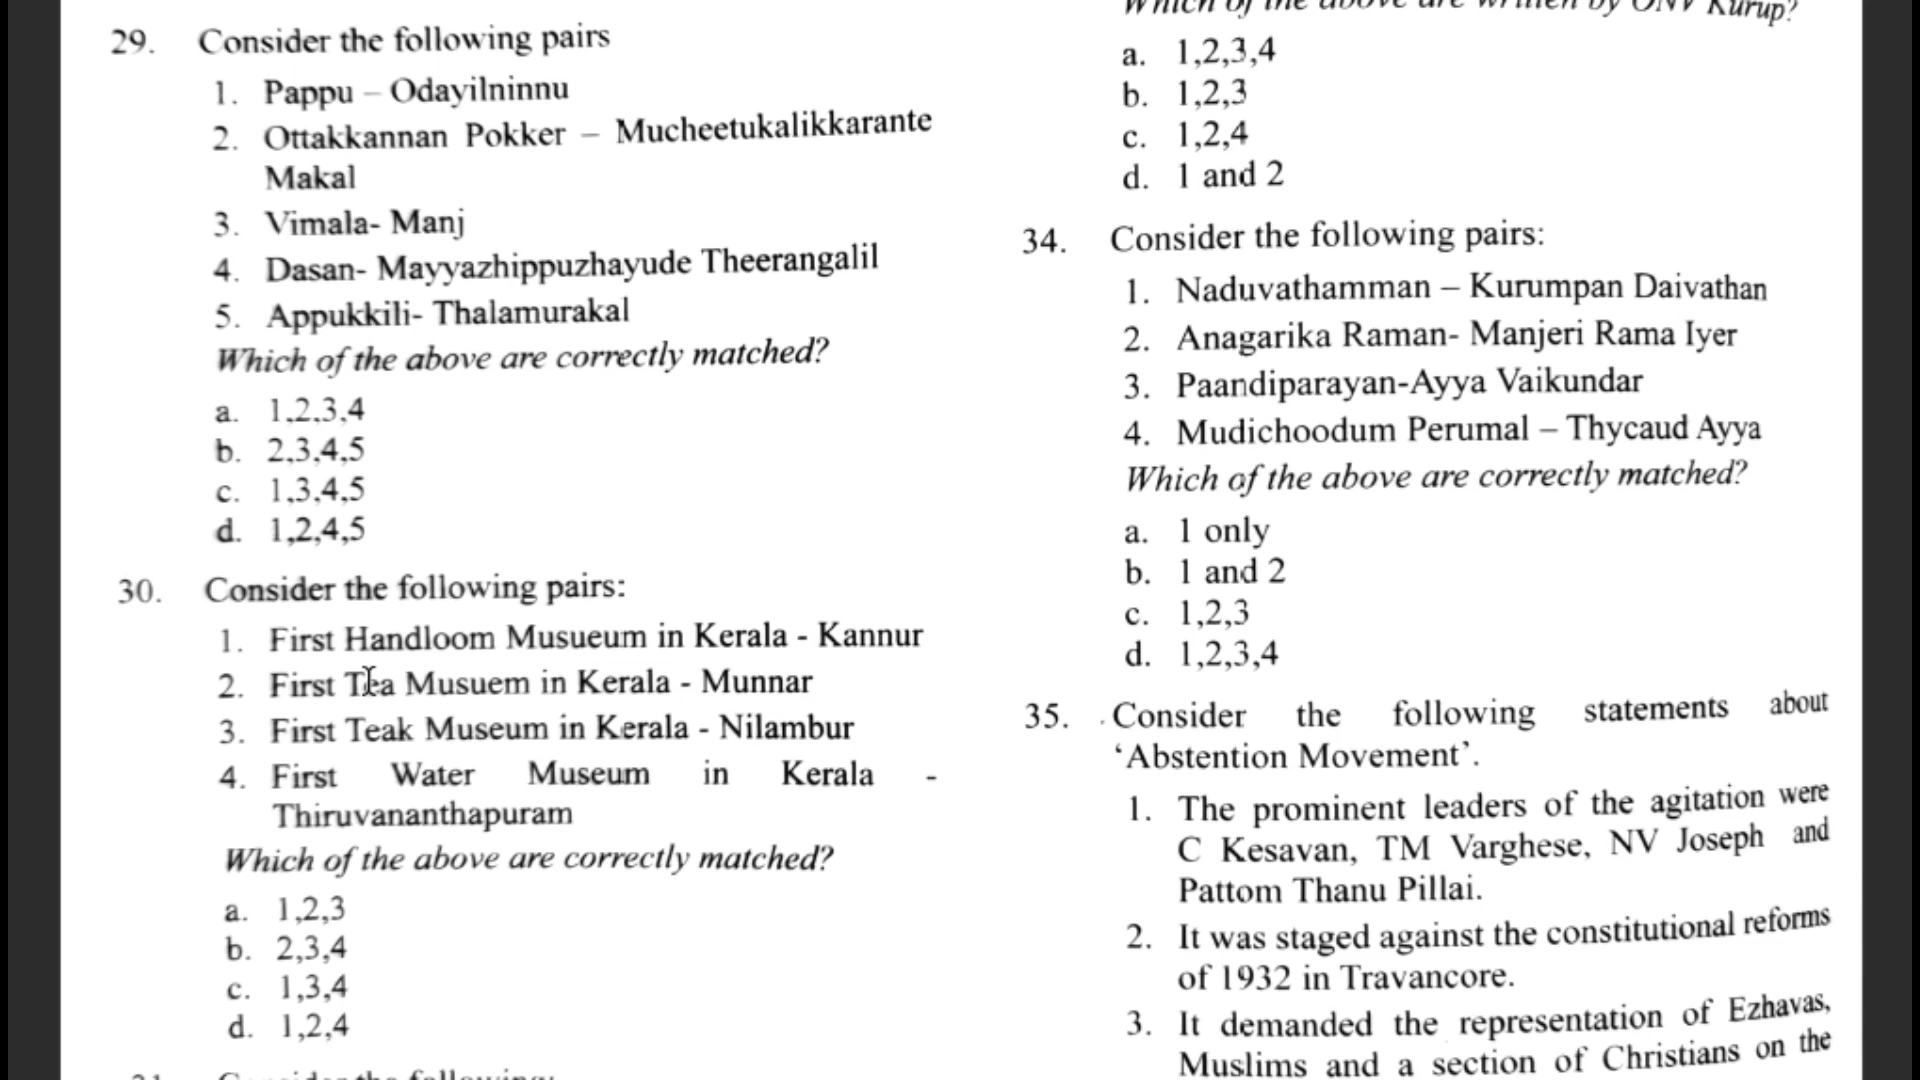 29. Consider the following pairs
1. Pappu – Odayilninnu
2. Ottakkannan Pokker – Mucheetukalikkarante
Makal
3. Vimala- Manj
4. Dasan- Mayyazhippuzhayude Theerangalil
5. Appukkili- Thalamurakal
Which of the above are correctly matched?
a. 1,2,3,4
b. 2,3,4,5
c. 1,3,4,5
d. 1,2,4,5
30. Consider the following pairs:
1. First Handloom Musueum in Kerala - Kannur
2. First Tea Musuem in Kerala - Munnar
3. First Teak Museum in Kerala - Nilambur
4. First Water Museum in Kerala -
Thiruvananthapuram
Which of the above are correctly matched?
a. 1,2,3
b. 2,3,4
c. 1,3,4
d. 1,2,4
Which of the above are written by ONV Kurup?
a. 1,2,3,4
b. 1,2,3
c. 1,2,4
d. 1 and 2
34. Consider the following pairs:
1. Naduvathamman – Kurumpan Daivathan
2. Anagarika Raman- Manjeri Rama Iyer
3. Paandiparayan-Ayya Vaikundar
4. Mudichoodum Perumal – Thycaud Ayya
Which of the above are correctly matched?
a. 1 only
b. 1 and 2
c. 1,2,3
d. 1,2,3,4
35. Consider the following statements about
‘Abstention Movement’.
1. The prominent leaders of the agitation were
C Kesavan, TM Varghese, NV Joseph and
Pattom Thanu Pillai.
2. It was staged against the constitutional reforms
of 1932 in Travancore.
3. It demanded the representation of Ezhavas,
Muslims and a section of Christians on the